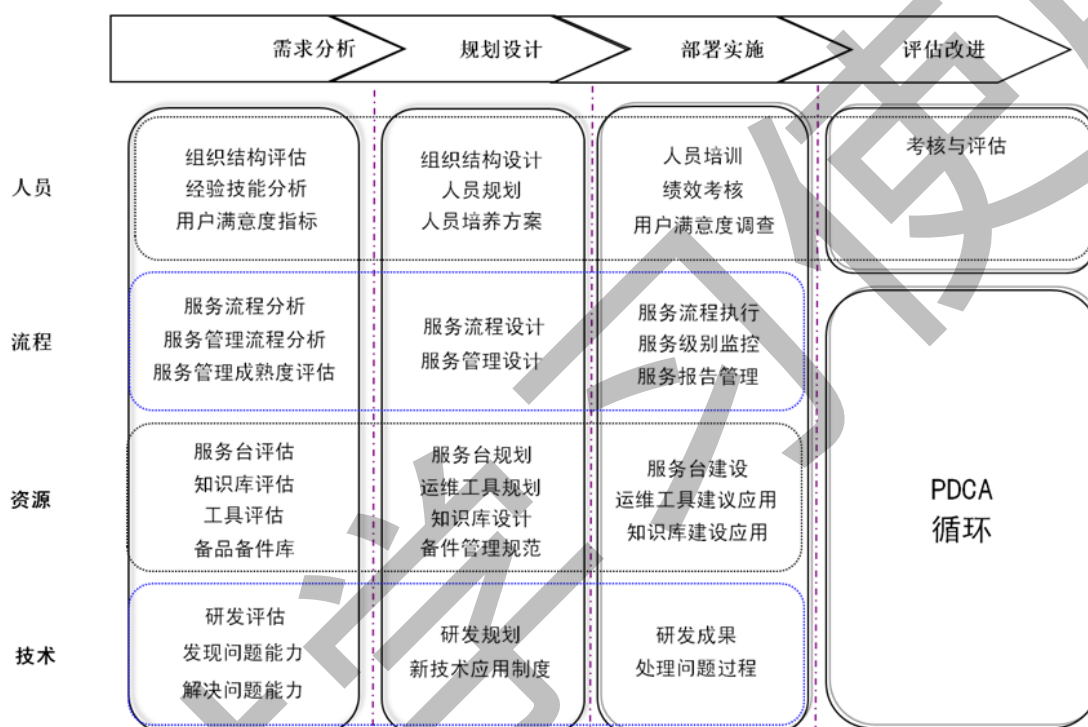 需求分析
规划设计
部署实施
评估改进
人员
组织结构评估
经验技能分析
用户满意度指标
组织结构设计
人员规划
人员培养方案
人员培训
绩效考核
用户满意度调查
考核与评估
流程
服务流程分析
服务管理流程分析
服务管理成熟度评估
服务流程设计
服务管理设计
服务流程执行
服务级别监控
服务报告管理
资源
服务台评估
知识库评估
工具评估
备品备件库
服务台规划
运维工具规划
知识库设计
备件管理规范
服务台建设
运维工具建议应用
知识库建设应用
PDCA
循环
技术
研发评估
发现问题能力
解决问题能力
研发规划
新技术应用制度
研发成果
处理问题过程
学习使